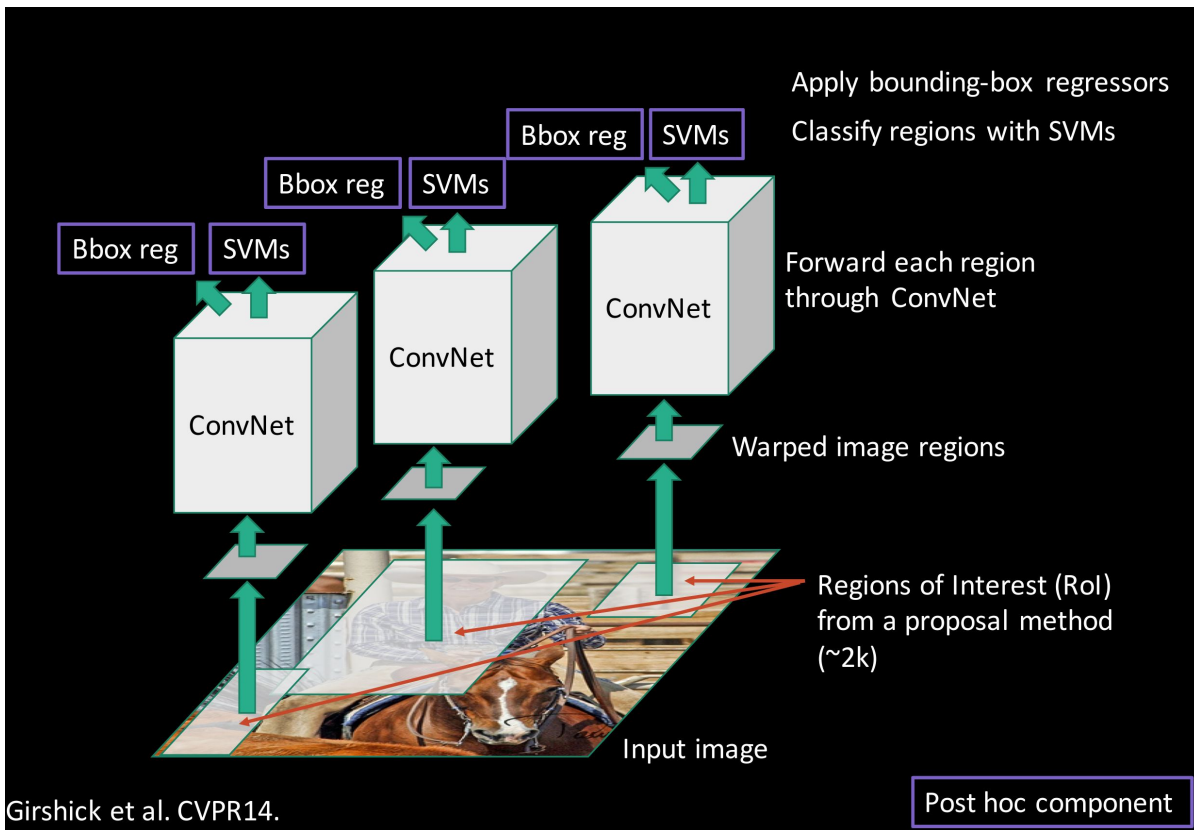 Apply bounding-box regressors
Bbox reg
SVMs
Classify regions with SVMs
Bbox reg
SVMs
Bbox reg
SVMs
Forward each region
through ConvNet
ConvNet
ConvNet
ConvNet
Warped image regions
Regions of Interest (RoI)
from a proposal method
(~2k)
Input image
Girshick et al. CVPR14.
Post hoc component